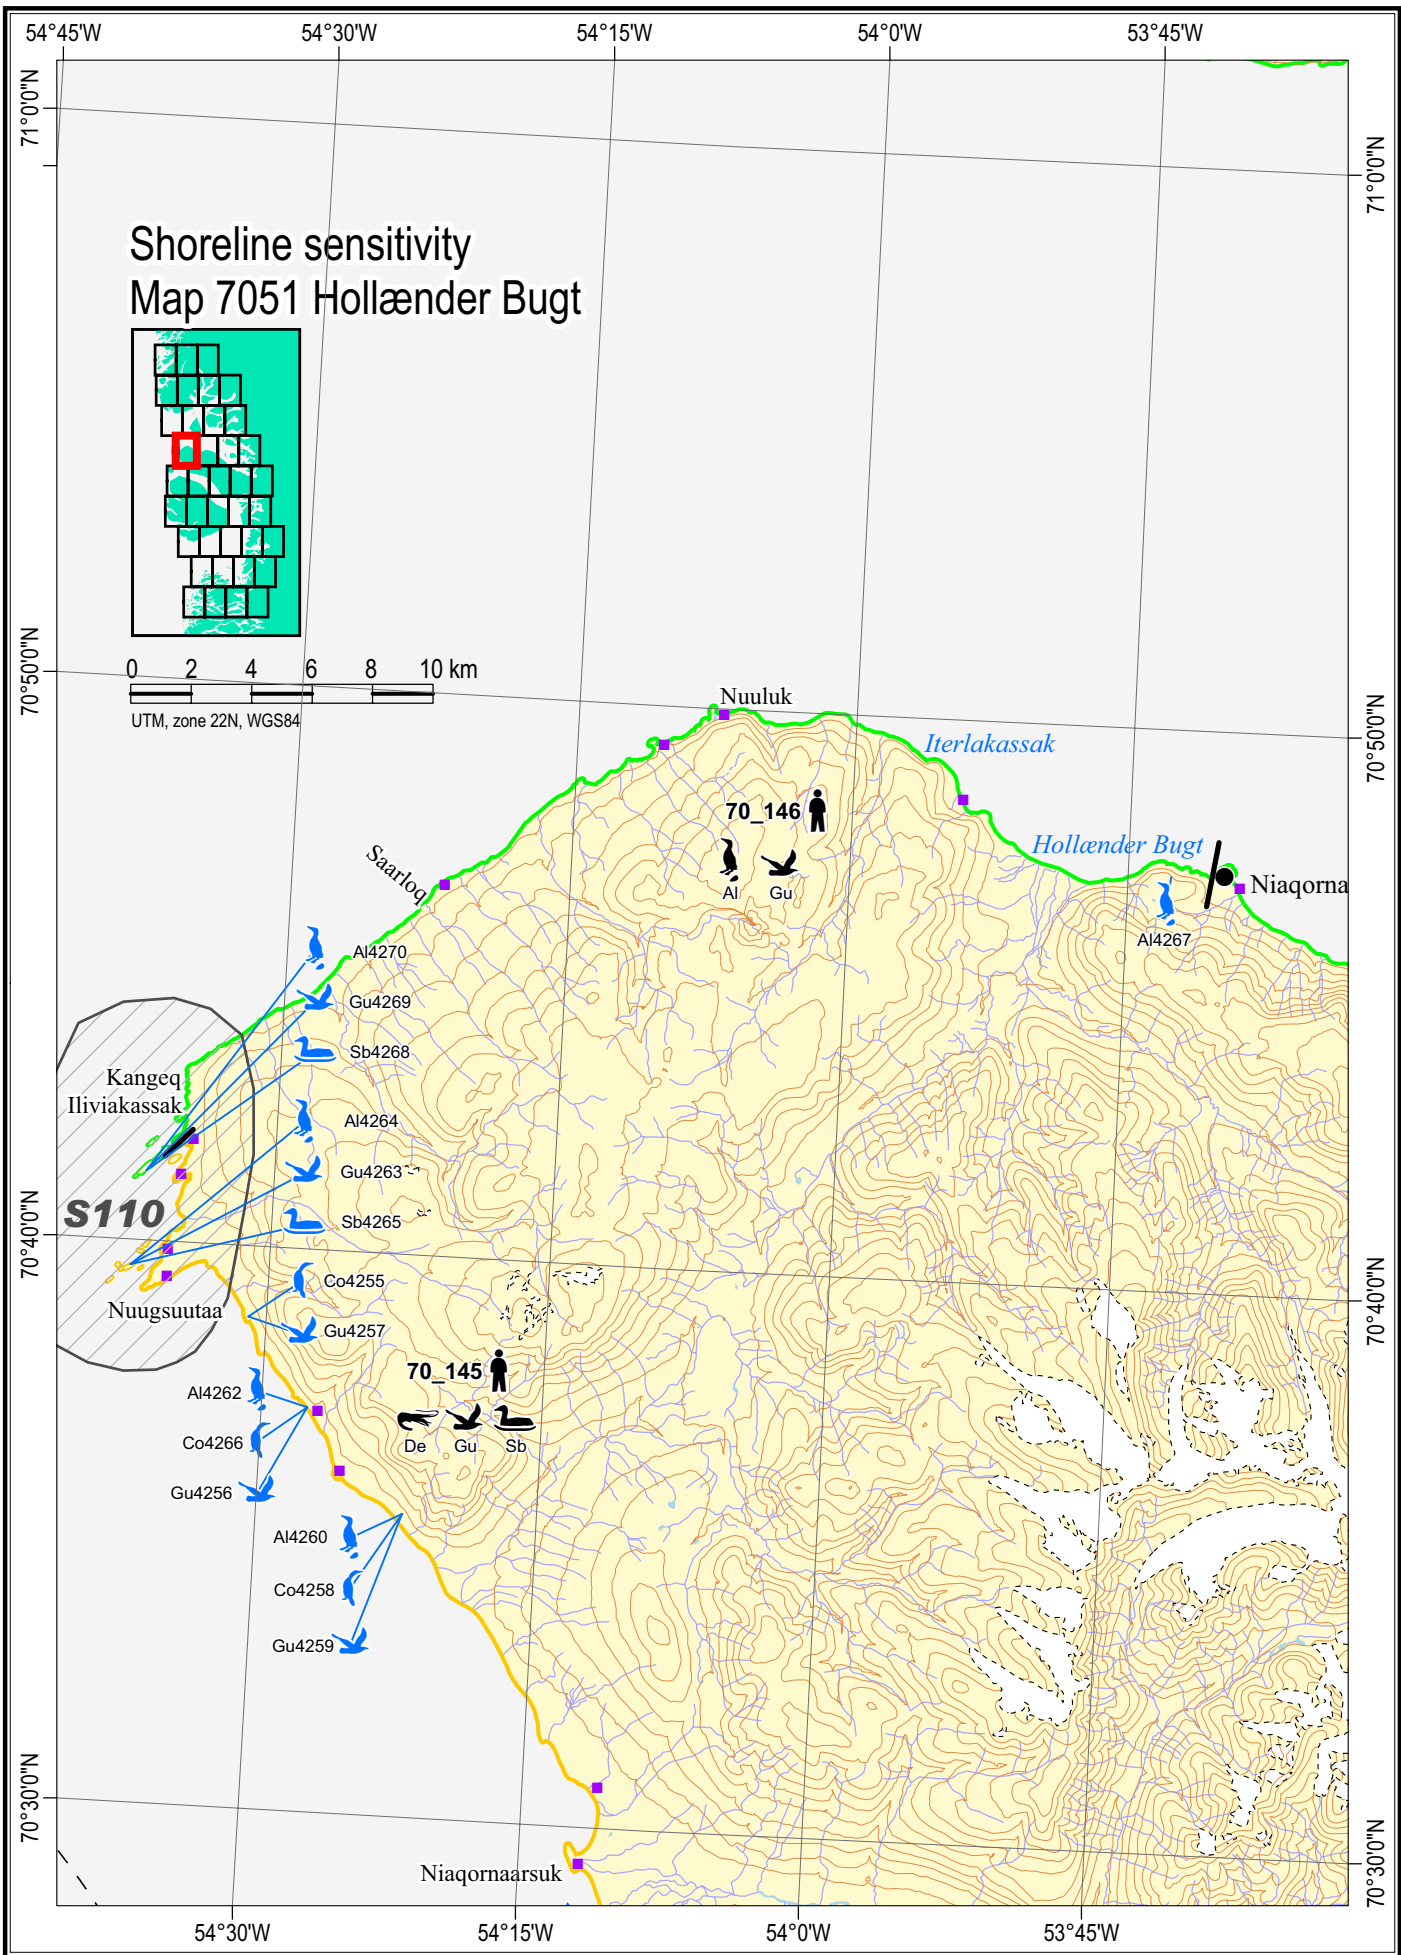 54°45'W 54°30'W 54°15'W 54°0'W 53°45'W
71°0'0"N
71°0'0"N
Shoreline sensitivity
Map 7051 Hollænder Bugt
0 2 4 6 8 10 km
UTM, zone 22N, WGS84
70°50'0"N
70°50'0"N
Nuuluk
Iterlakassak
70_146
Al Gu
Hollænder Bugt
Niaqorna
Al4267
Saarloq
Al4270
Gu4269
Sb4268
Kangeq
Iliviakassak
Al4264
Gu4263
S110
Sb4265
70°40'0"N
70°40'0"N
Co4255
Nuugsuutaa
Gu4257
70_145
De Gu Sb
Al4262
Co4266
Gu4256
Al4260
Co4258
Gu4259
70°30'0"N
70°30'0"N
Niaqornaarsuk
54°30'W 54°15'W 54°0'W 53°45'W